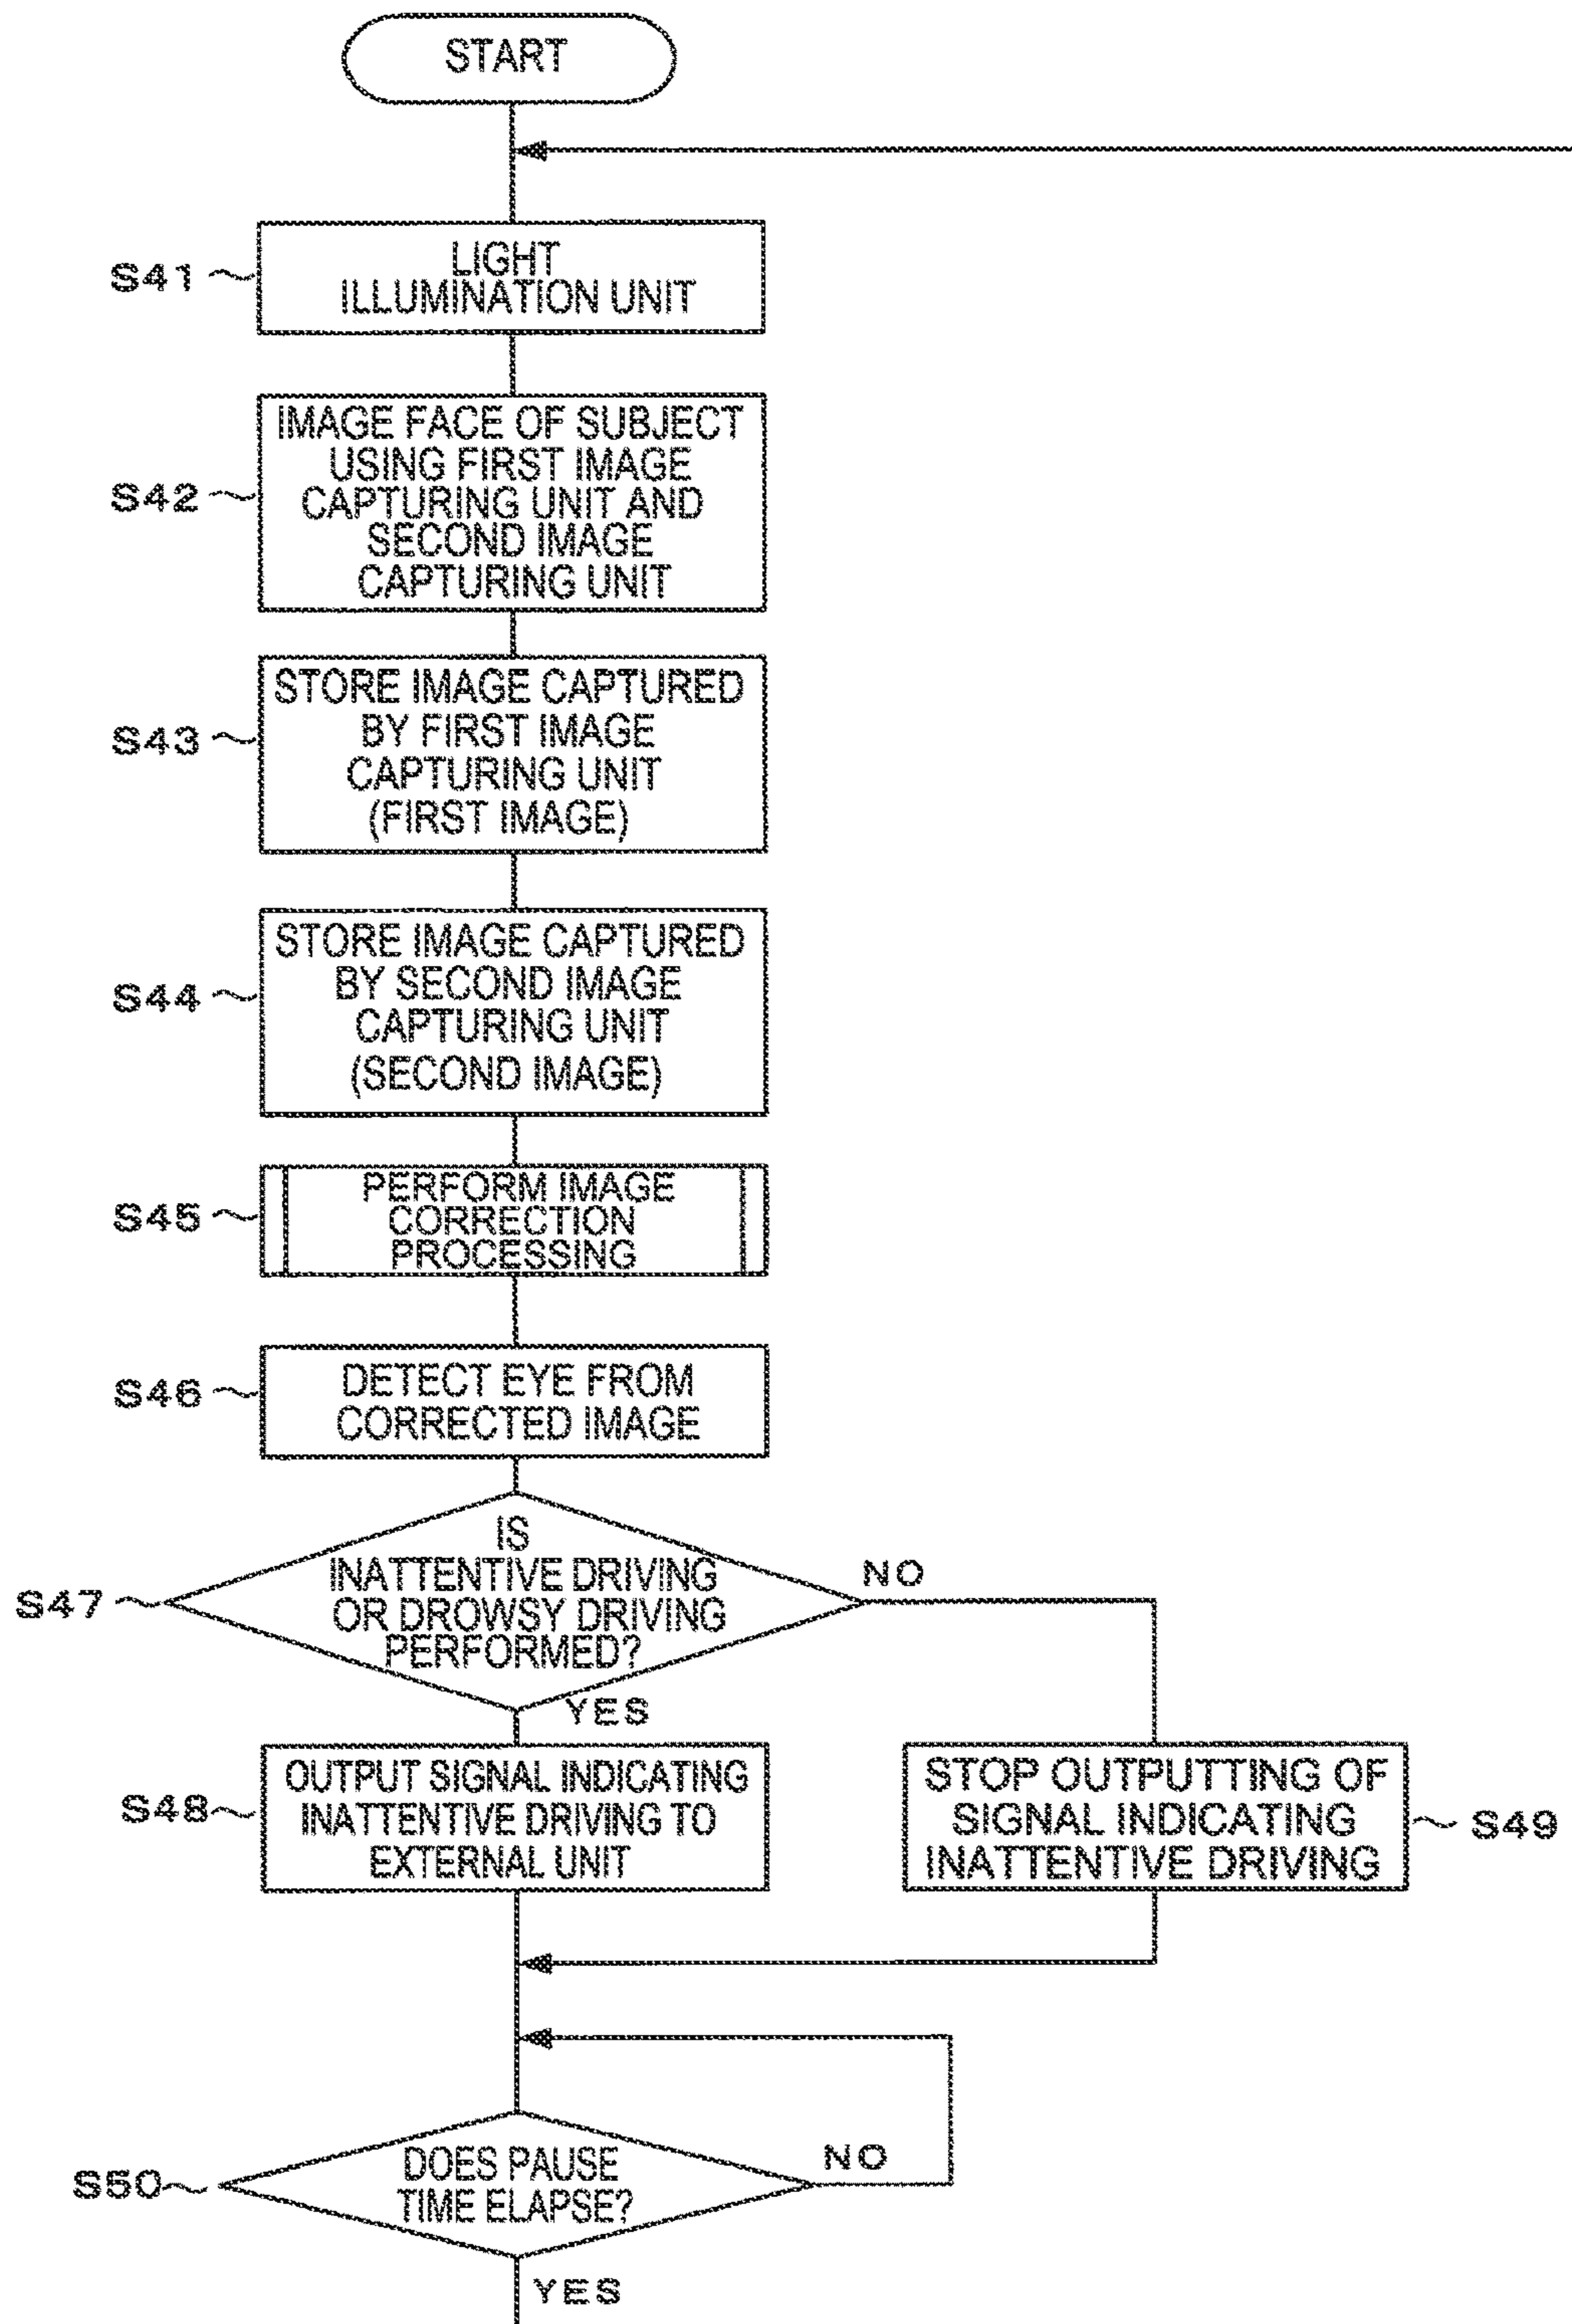 START
S41
LIGHT
ILLUMINATION UNIT
S42
IMAGE FACE OF SUBJECT
USING FIRST IMAGE
CAPTURING UNIT AND
SECOND IMAGE
CAPTURING UNIT
S43
STORE IMAGE CAPTURED
BY FIRST IMAGE
CAPTURING UNIT
(FIRST IMAGE)
S44
STORE IMAGE CAPTURED
BY SECOND IMAGE
CAPTURING UNIT
(SECOND IMAGE)
S45
PERFORM IMAGE
CORRECTION
PROCESSING
S46
DETECT EYE FROM
CORRECTED IMAGE
S47
IS
INATTENTIVE DRIVING
OR DROWSY DRIVING
PERFORMED?
NO
YES
S48
OUTPUT SIGNAL INDICATING
INATTENTIVE DRIVING TO
EXTERNAL UNIT
STOP OUTPUTTING OF
SIGNAL INDICATING
INATTENTIVE DRIVING
S49
S50
DOES PAUSE
TIME ELAPSE?
NO
YES